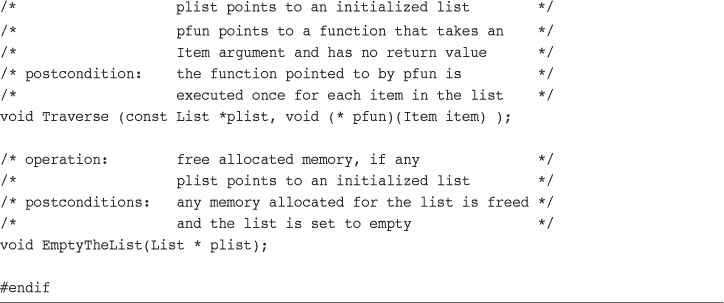 /*                   plist points to an initialized list        */
/*                   pfun points to a function that takes an    */
/*                   Item argument and has no return value      */
/* postcondition:    the function pointed to by pfun is         */
/*                   executed once for each item in the list    */
void Traverse (const List *plist, void (* pfun)(Item item) );
/* operation:        free allocated memory, if any              */
/*                   plist points to an initialized list        */
/* postconditions:   any memory allocated for the list is freed */
/*                   and the list is set to empty               */
void EmptyTheList(List * plist);
#endif